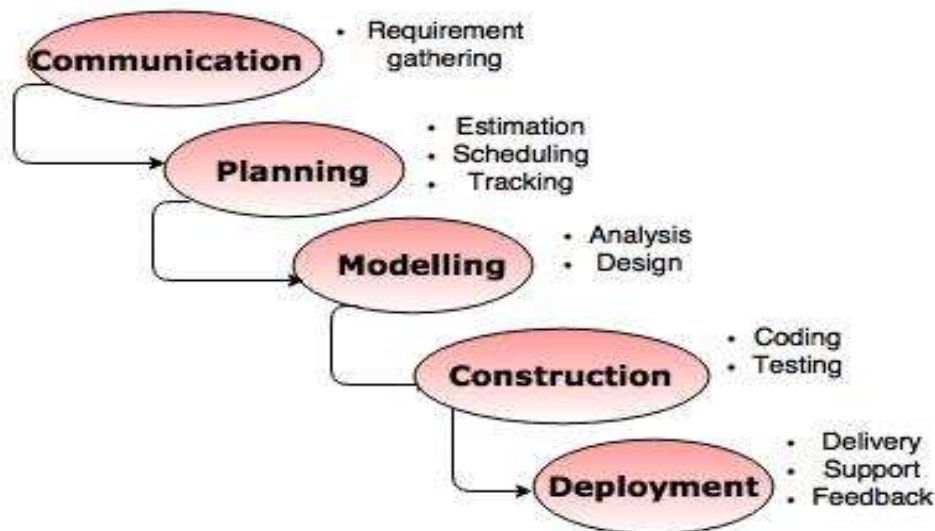 Communication
• Requirement
gathering
Planning
• Estimation
• Scheduling
• Tracking
Modelling
• Analysis
• Design
Construction
• Coding
• Testing
Deployment
• Delivery
• Support
• Feedback